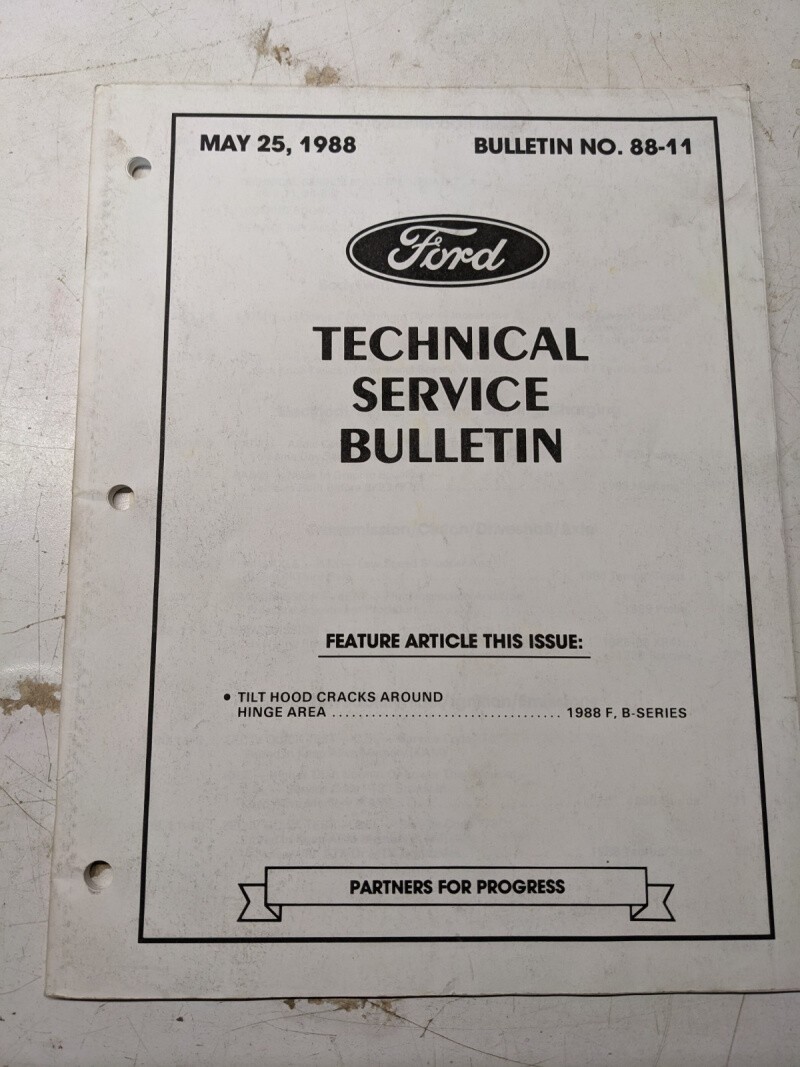 MAY 25, 1988 BULLETIN NO. 88-11
Ford
TECHNICAL
SERVICE
BULLETIN
FEATURE ARTICLE THIS ISSUE:
• TILT HOOD CRACKS AROUND
HINGE AREA .................................. 1988 F, B-SERIES
PARTNERS FOR PROGRESS